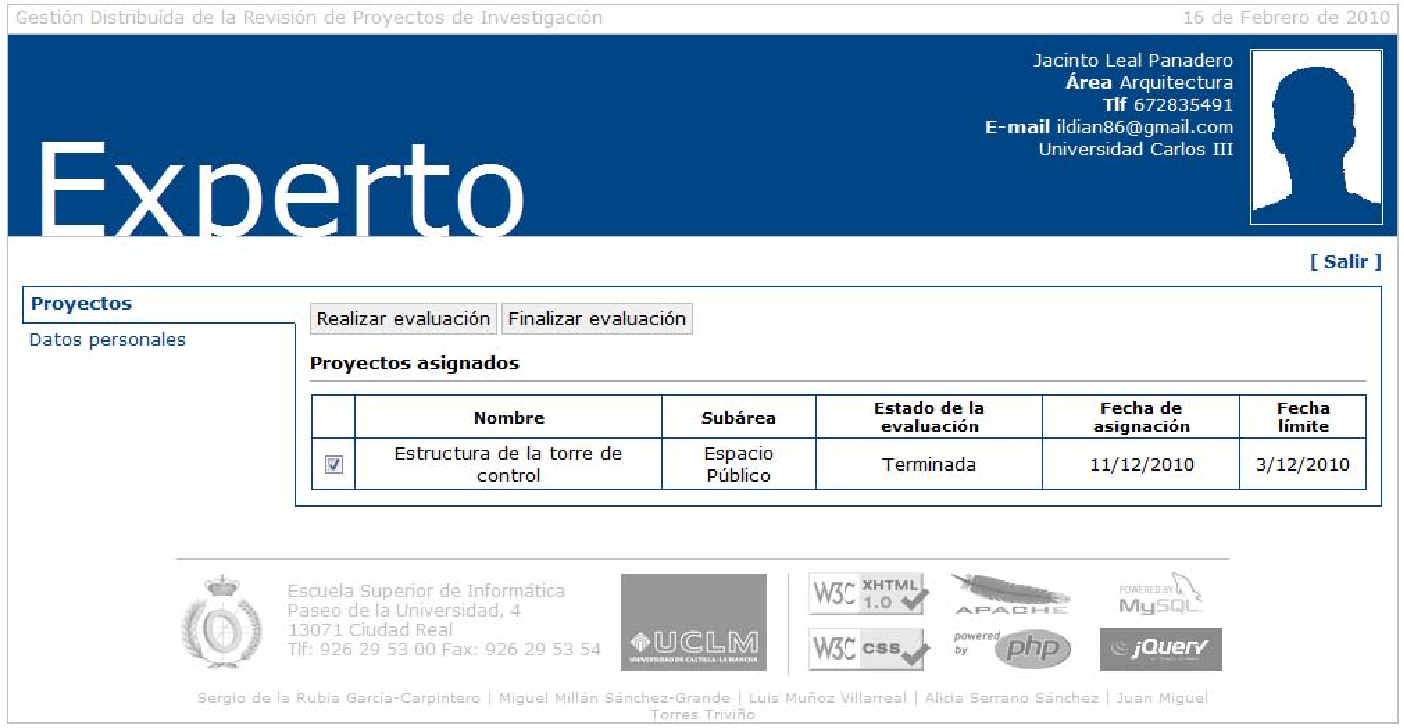 Gestión Distribuída de la Revisión de Proyectos de Investigación
16 de Febrero de 2010
Jacinto Leal Panadero
Área Arquitectura
Tlf 672835491
E-mail ildian86@gmail.com
Universidad Carlos III
Experto
[ Salir ]
Proyectos
Datos personales
Realizar evaluación
Finalizar evaluación
Proyectos asignados
Nombre
Subárea
Estado de la
evaluación
Fecha de
asignación
Fecha
límite
Estructura de la torre de
control
Espacio
Público
Terminada
11/12/2010
3/12/2010
Escuela Superior de Informática
Paseo de la Universidad, 4
13071 Ciudad Real
Tlf: 926 29 53 00 Fax: 926 29 53 54
UCLM
UNIVERSIDAD DE CASTILLA-LA MANCHA
W3C XHTML
1.0
APACHE
POWERED BY
MySQL
W3C css
powered
by php
jQuery
Sergio de la Rubia García-Carpintero | Miguel Millán Sánchez-Grande | Luis Muñoz Villarreal | Alicia Serrano Sánchez | Juan Miguel
Torres Triviño